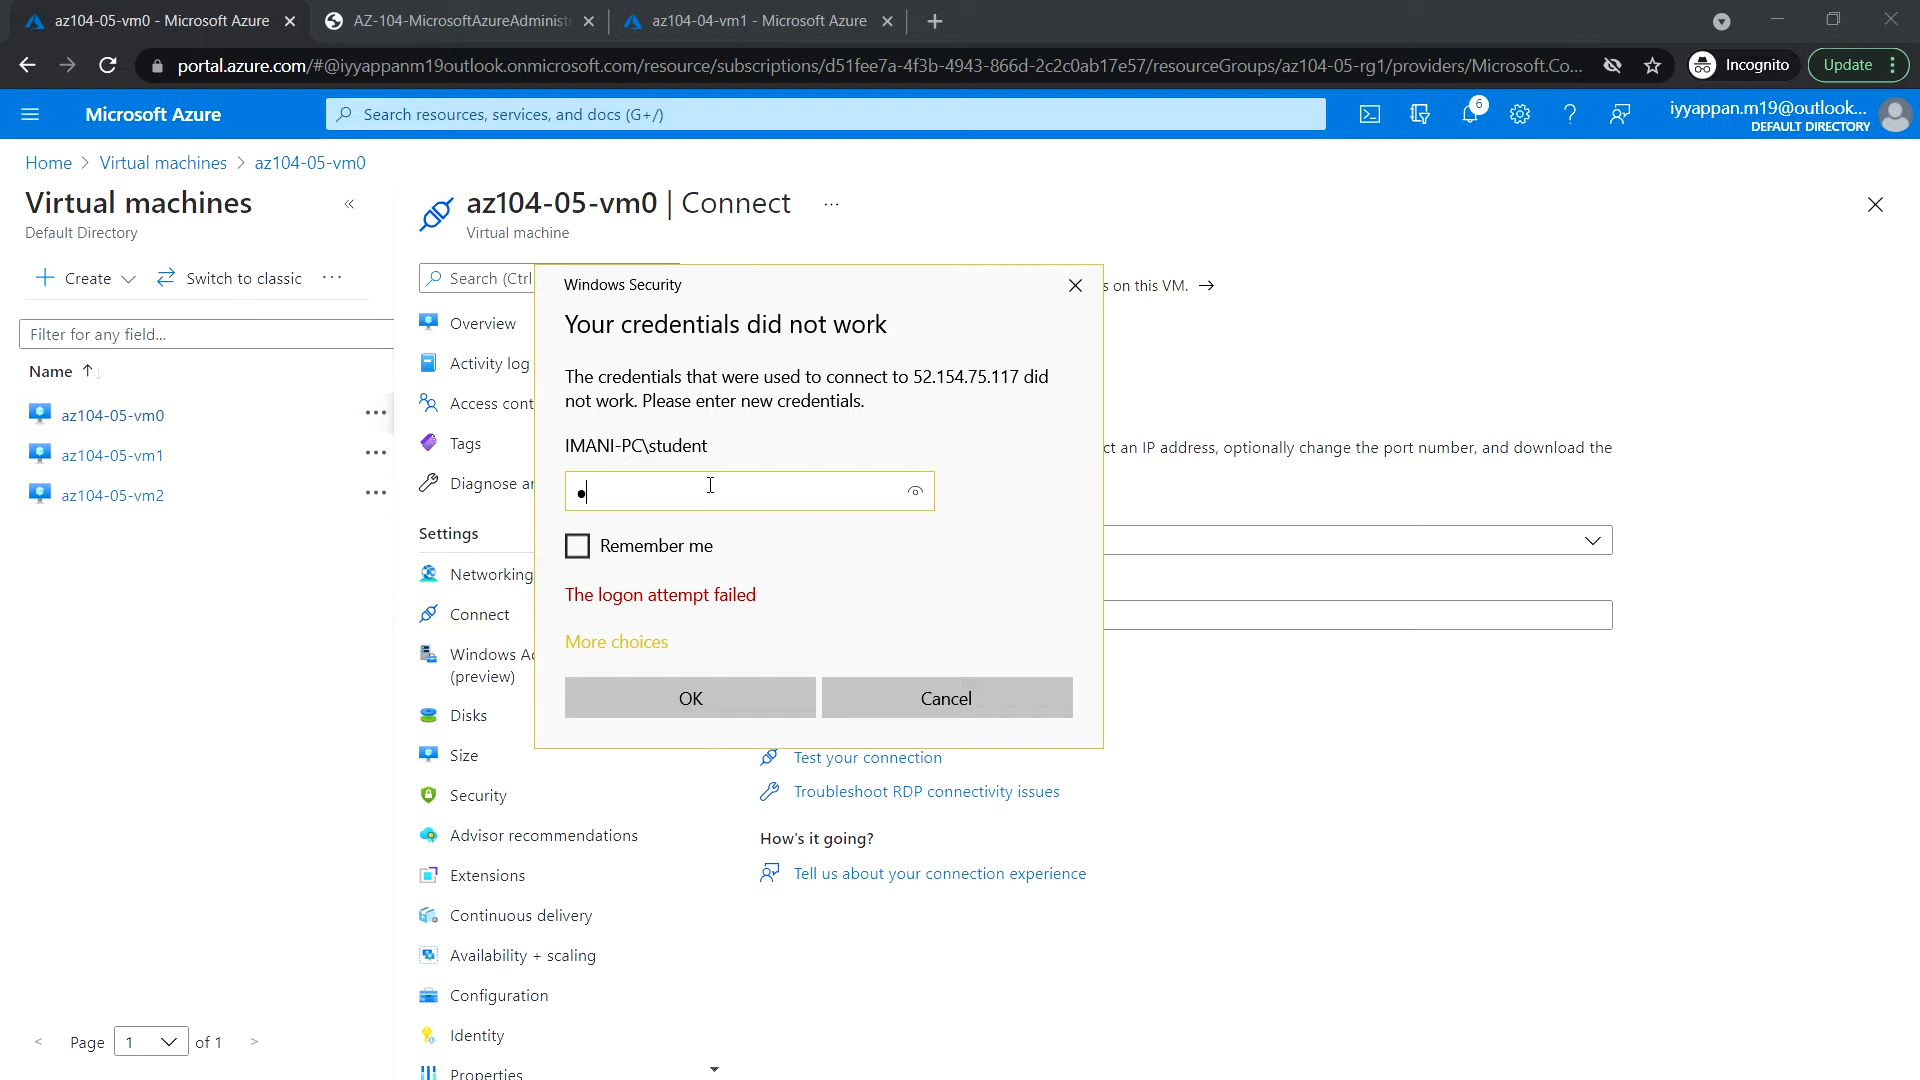 az104-05-vm0 - Microsoft Azure
AZ-104-MicrosoftAzureAdminist
az104-04-vm1 - Microsoft Azure
portal.azure.com/#@iyyappanm19outlook.onmicrosoft.com/resource/subscriptions/d51fee7a-4f3b-4943-866d-2c2c0ab17e57/resourceGroups/az104-05-rg1/providers/Microsoft.Co...
Incognito
Update
Microsoft Azure
Search resources, services, and docs (G+/)
6
iyyappan.m19@outlook...
DEFAULT DIRECTORY
Home > Virtual machines > az104-05-vm0
Virtual machines
Default Directory
Create
Switch to classic
Filter for any field...
Name
az104-05-vm0
az104-05-vm1
az104-05-vm2
Page 1 of 1
az104-05-vm0 | Connect
Virtual machine
Search (Ctrl
Overview
Activity log
Access cont
Tags
Diagnose a
Settings
Networking
Connect
Windows A
(preview)
Disks
Size
Security
Advisor recommendations
Extensions
Continuous delivery
Availability + scaling
Configuration
Identity
Properties
s on this VM.
ct an IP address, optionally change the port number, and download the
Windows Security
Your credentials did not work
The credentials that were used to connect to 52.154.75.117 did
not work. Please enter new credentials.
IMANI-PC\student
Remember me
The logon attempt failed
More choices
OK
Cancel
Test your connection
Troubleshoot RDP connectivity issues
How's it going?
Tell us about your connection experience